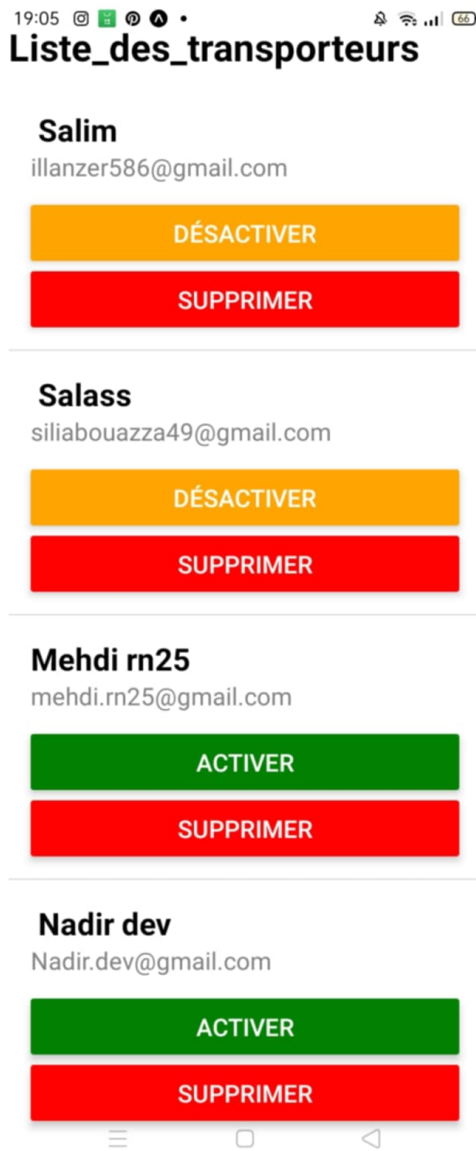 19:05
66
Liste_des_transporteurs
Salim
illanzer586@gmail.com
DÉSACTIVER
SUPPRIMER
Salass
siliabouazza49@gmail.com
DÉSACTIVER
SUPPRIMER
Mehdi rn25
mehdi.rn25@gmail.com
ACTIVER
SUPPRIMER
Nadir dev
Nadir.dev@gmail.com
ACTIVER
SUPPRIMER